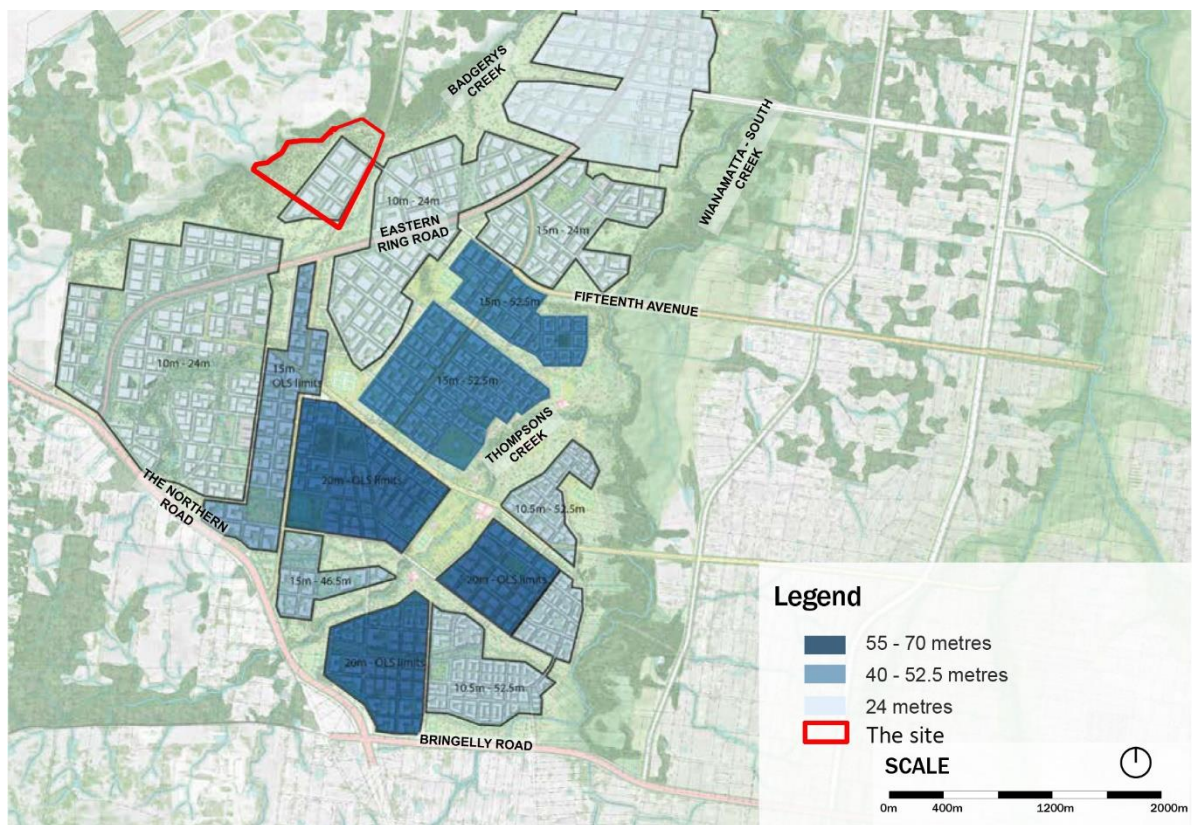 BADGERYS
CREEK
WIANAMATTA - SOUTH
CREEK
10m - 24m
EASTERN
RING ROAD
15m - 24m
15m - 52.5m
FIFTEENTH AVENUE
10m - 24m
15m
OLS limits
15m - 52.5m
THOMPSONS
CREEK
THE NORTHERN
ROAD
20m - OLS limits
10.5m - 52.5m
15m - 46.5m
20m - OLS limits
20m - OLS limits
10.5m - 52.5m
BRINGELLY ROAD
Legend
55 - 70 metres
40 - 52.5 metres
24 metres
The site
SCALE
0m 400m 1200m 2000m